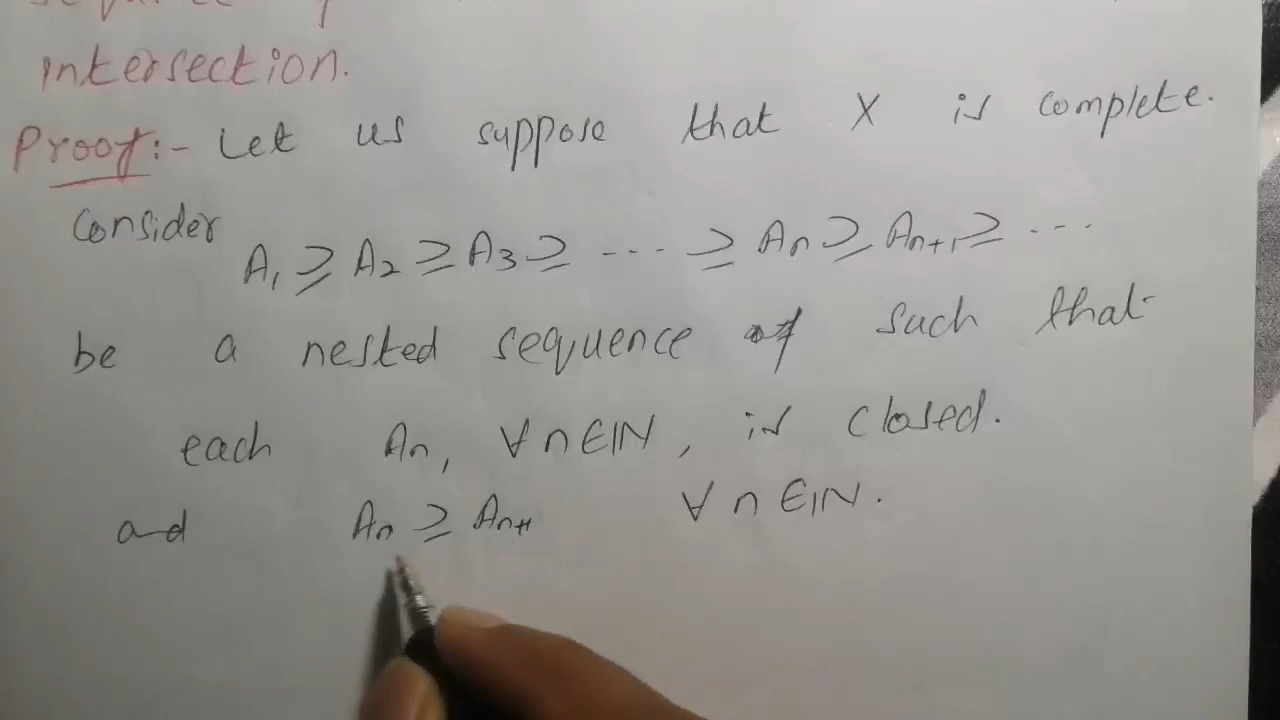 intersection.
Proof:- Let us suppose that X is complete.
Consider
A₁ ⊇ A₂ ⊇ A₃ ⊇ --- ⊇ Aₙ ⊇ Aₙ₊₁ ⊇ ---
be a nested sequence of such that
each Aₙ, ∀ n ∈ ℕ, is closed.
and Aₙ ⊇ Aₙ₊₁ ∀ n ∈ ℕ.